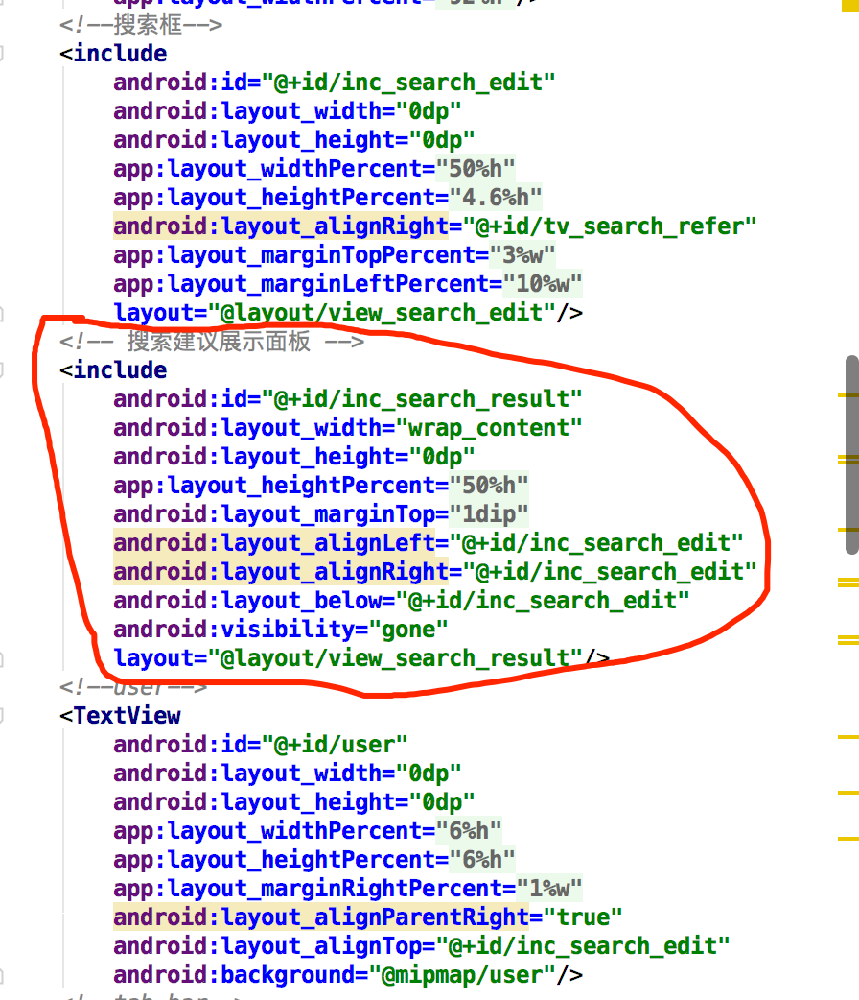 app:layout_widthPercent="92%h"/>
<!--搜索框-->
<include
android:id="@+id/inc_search_edit"
android:layout_width="0dp"
android:layout_height="0dp"
app:layout_widthPercent="50%h"
app:layout_heightPercent="4.6%h"
android:layout_alignRight="@+id/tv_search_refer"
app:layout_marginTopPercent="3%w"
app:layout_marginLeftPercent="10%w"
layout="@layout/view_search_edit"/>
<!-- 搜索建议展示面板 -->
<include
android:id="@+id/inc_search_result"
android:layout_width="wrap_content"
android:layout_height="0dp"
app:layout_heightPercent="50%h"
android:layout_marginTop="1dip"
android:layout_alignLeft="@+id/inc_search_edit"
android:layout_alignRight="@+id/inc_search_edit"
android:layout_below="@+id/inc_search_edit"
android:visibility="gone"
layout="@layout/view_search_result"/>
<!--user-->
<TextView
android:id="@+id/user"
android:layout_width="0dp"
android:layout_height="0dp"
app:layout_widthPercent="6%h"
app:layout_heightPercent="6%h"
app:layout_marginRightPercent="1%w"
android:layout_alignParentRight="true"
android:layout_alignTop="@+id/inc_search_edit"
android:background="@mipmap/user"/>
<!--tab bar-->